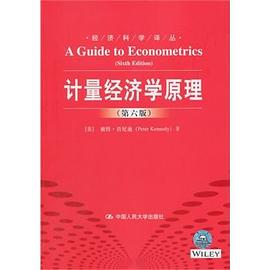 ·经/济/科/学/译/丛·
A Guide to Econometrics
(Sixth Edition)
计量经济学原理
(第六版)
[美] 彼得·肯尼迪 (Peter Kennedy) 著
中国人民大学出版社
WILEY